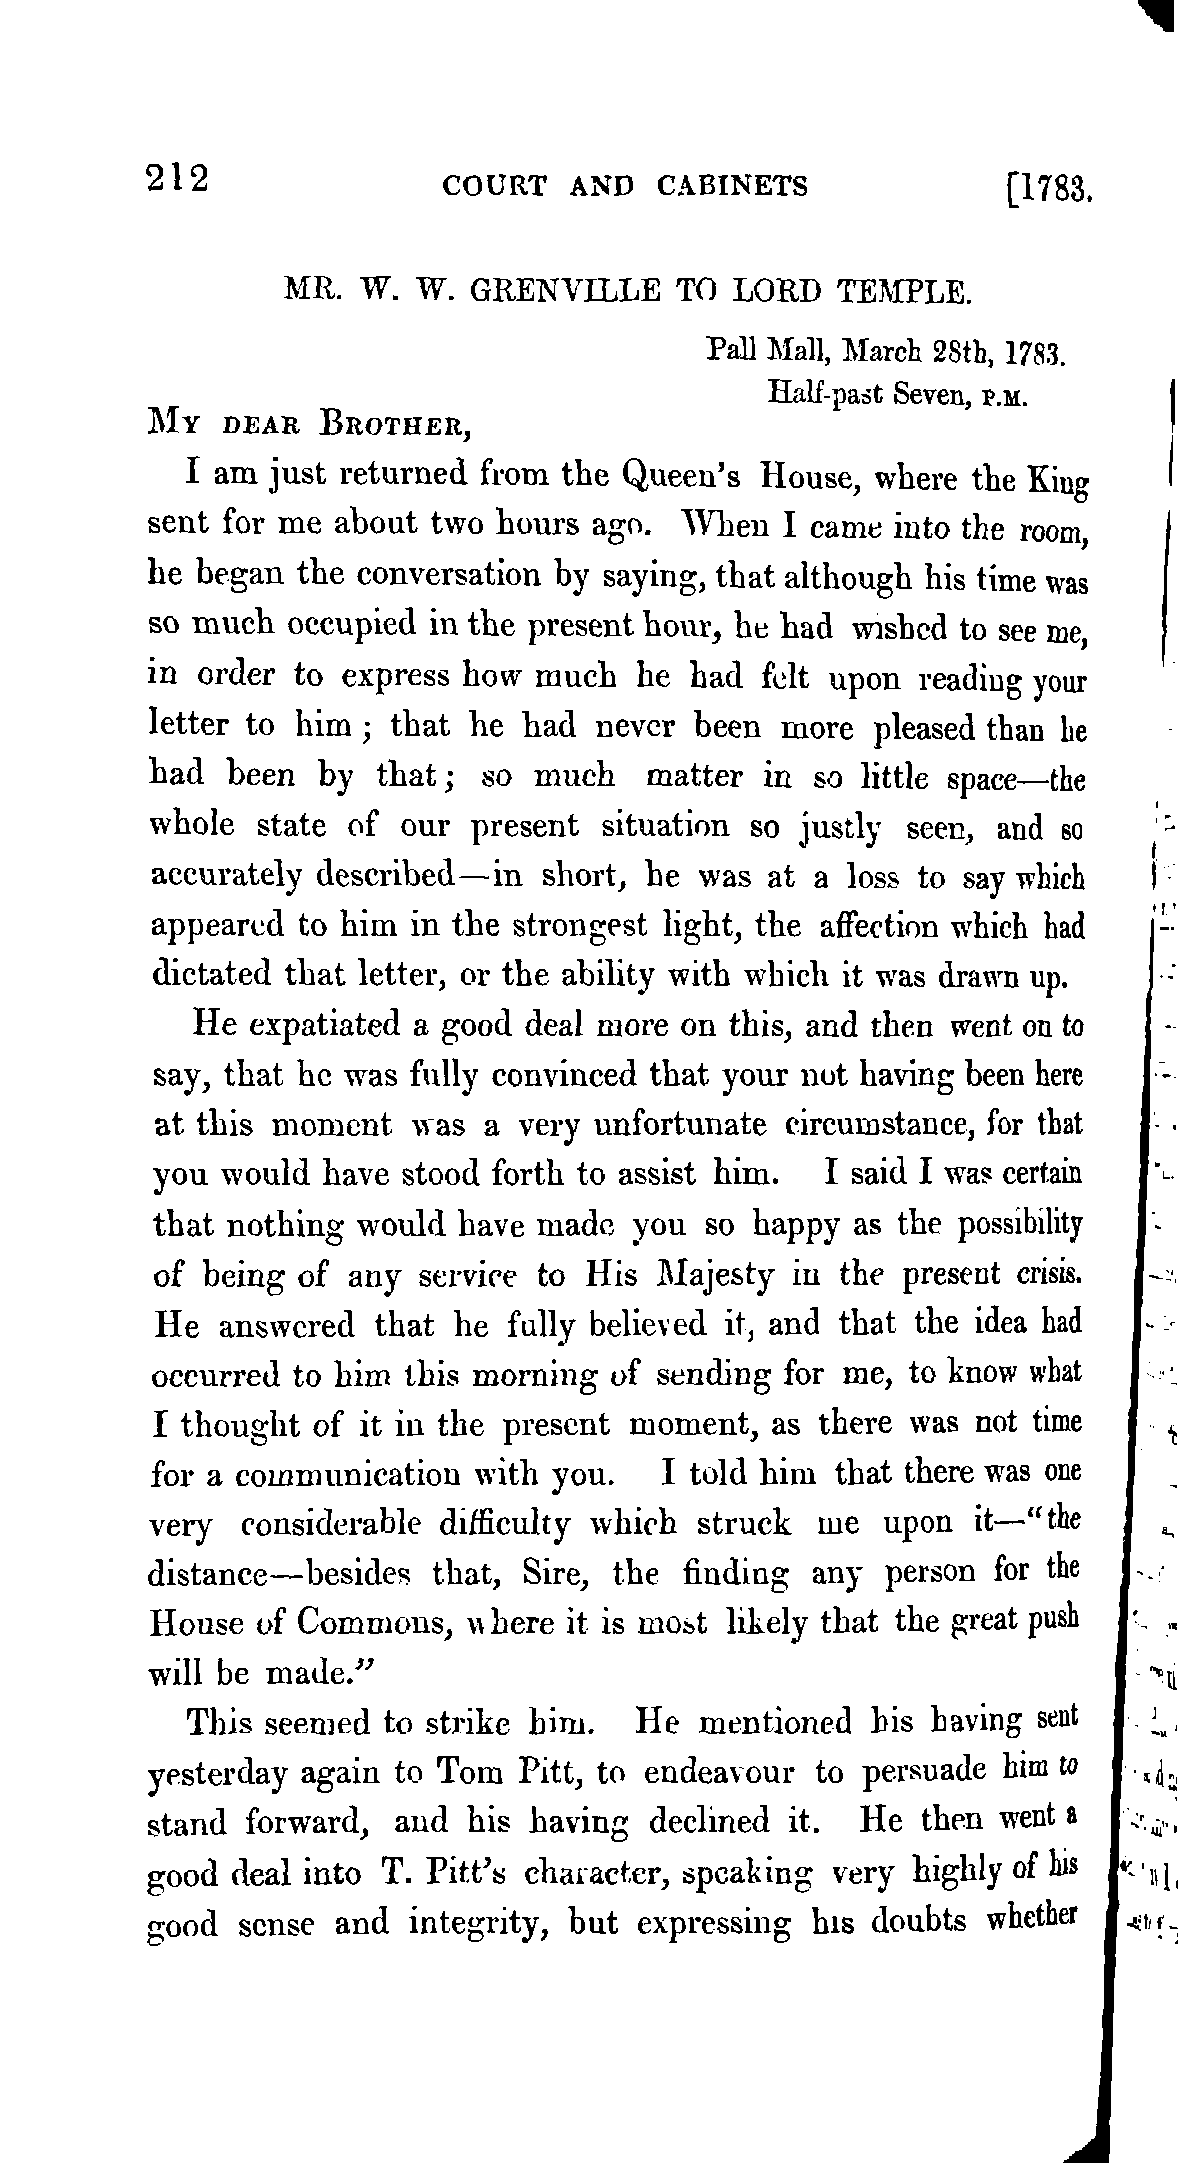 212 COURT AND CABINETS [1783.
MR. W. W. GRENVILLE TO LORD TEMPLE.
Pall Mall, March 28th, 1783.
Half-past Seven, P.M.
MY DEAR BROTHER,
I am just returned from the Queen's House, where the King
sent for me about two hours ago. When I came into the room,
he began the conversation by saying, that although his time was
so much occupied in the present hour, he had wished to see me,
in order to express how much he had felt upon reading your
letter to him ; that he had never been more pleased than he
had been by that ; so much matter in so little space—the
whole state of our present situation so justly seen, and so
accurately described—in short, he was at a loss to say which
appeared to him in the strongest light, the affection which had
dictated that letter, or the ability with which it was drawn up.
He expatiated a good deal more on this, and then went on to
say, that he was fully convinced that your not having been here
at this moment was a very unfortunate circumstance, for that
you would have stood forth to assist him. I said I was certain
that nothing would have made you so happy as the possibility
of being of any service to His Majesty in the present crisis.
He answered that he fully believed it, and that the idea had
occurred to him this morning of sending for me, to know what
I thought of it in the present moment, as there was not time
for a communication with you. I told him that there was one
very considerable difficulty which struck me upon it—"the
distance—besides that, Sire, the finding any person for the
House of Commons, where it is most likely that the great push
will be made."
This seemed to strike him. He mentioned his having sent
yesterday again to Tom Pitt, to endeavour to persuade him to
stand forward, and his having declined it. He then went a
good deal into T. Pitt's character, speaking very highly of his
good sense and integrity, but expressing his doubts whether